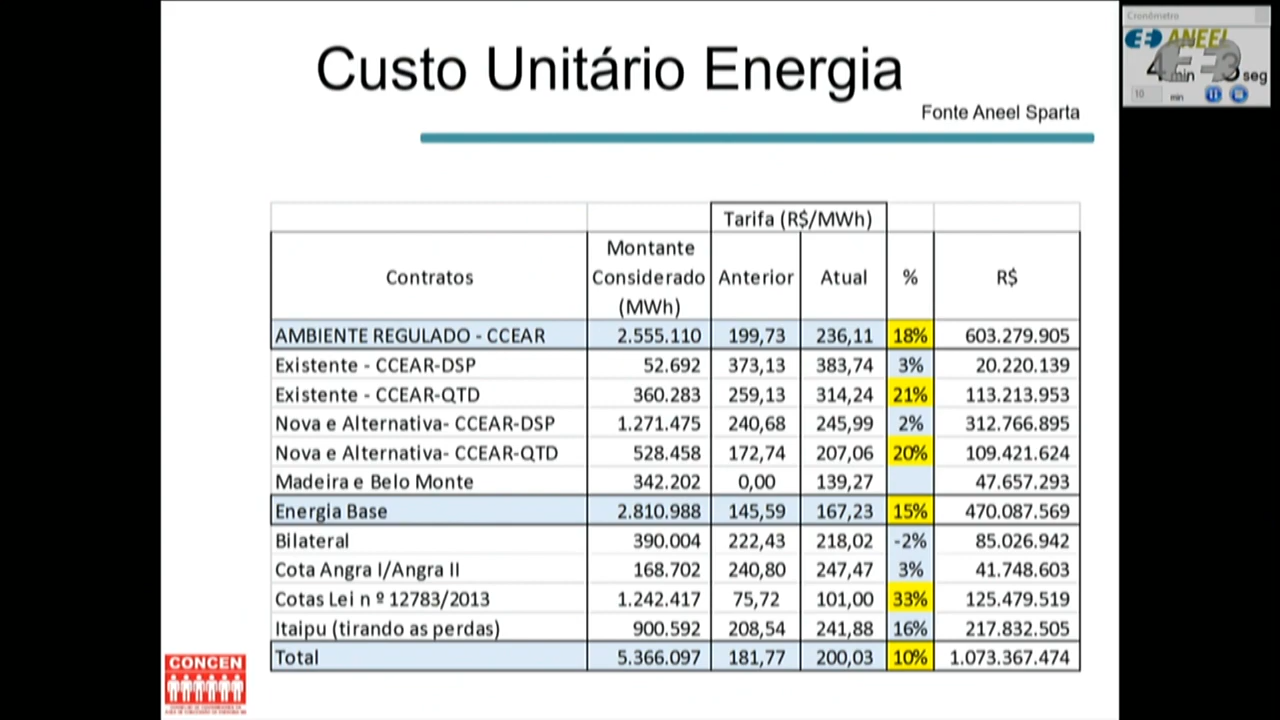 Custo Unitário Energia
Fonte Aneel Sparta
Cronômetro
ANEEL
min seg
10 min
Tarifa (R$/MWh)
Contratos Montante Considerado (MWh) Anterior Atual % R$
AMBIENTE REGULADO - CCEAR 2.555.110 199,73 236,11 18% 603.279.905
Existente - CCEAR-DSP 52.692 373,13 383,74 3% 20.220.139
Existente - CCEAR-QTD 360.283 259,13 314,24 21% 113.213.953
Nova e Alternativa- CCEAR-DSP 1.271.475 240,68 245,99 2% 312.766.895
Nova e Alternativa- CCEAR-QTD 528.458 172,74 207,06 20% 109.421.624
Madeira e Belo Monte 342.202 0,00 139,27 47.657.293
Energia Base 2.810.988 145,59 167,23 15% 470.087.569
Bilateral 390.004 222,43 218,02 -2% 85.026.942
Cota Angra I/Angra II 168.702 240,80 247,47 3% 41.748.603
Cotas Lei n º 12783/2013 1.242.417 75,72 101,00 33% 125.479.519
Itaipu (tirando as perdas) 900.592 208,54 241,88 16% 217.832.505
Total 5.366.097 181,77 200,03 10% 1.073.367.474
CONCEN